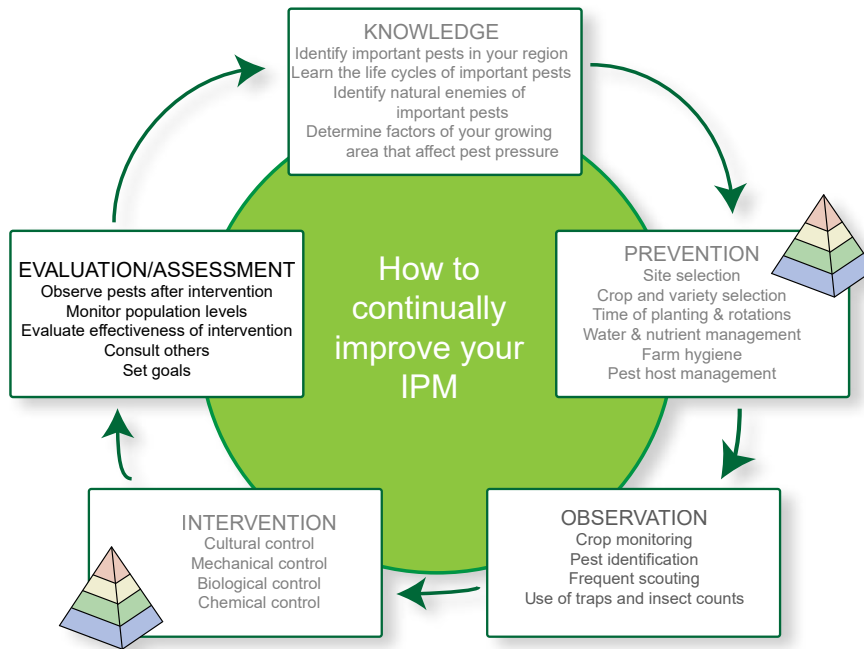 KNOWLEDGE
Identify important pests in your region
Learn the life cycles of important pests
Identify natural enemies of
important pests
Determine factors of your growing
area that affect pest pressure
PREVENTION
Site selection
Crop and variety selection
Time of planting & rotations
Water & nutrient management
Farm hygiene
Pest host management
OBSERVATION
Crop monitoring
Pest identification
Frequent scouting
Use of traps and insect counts
INTERVENTION
Cultural control
Mechanical control
Biological control
Chemical control
EVALUATION/ASSESSMENT
Observe pests after intervention
Monitor population levels
Evaluate effectiveness of intervention
Consult others
Set goals
How to
continually
improve your
IPM